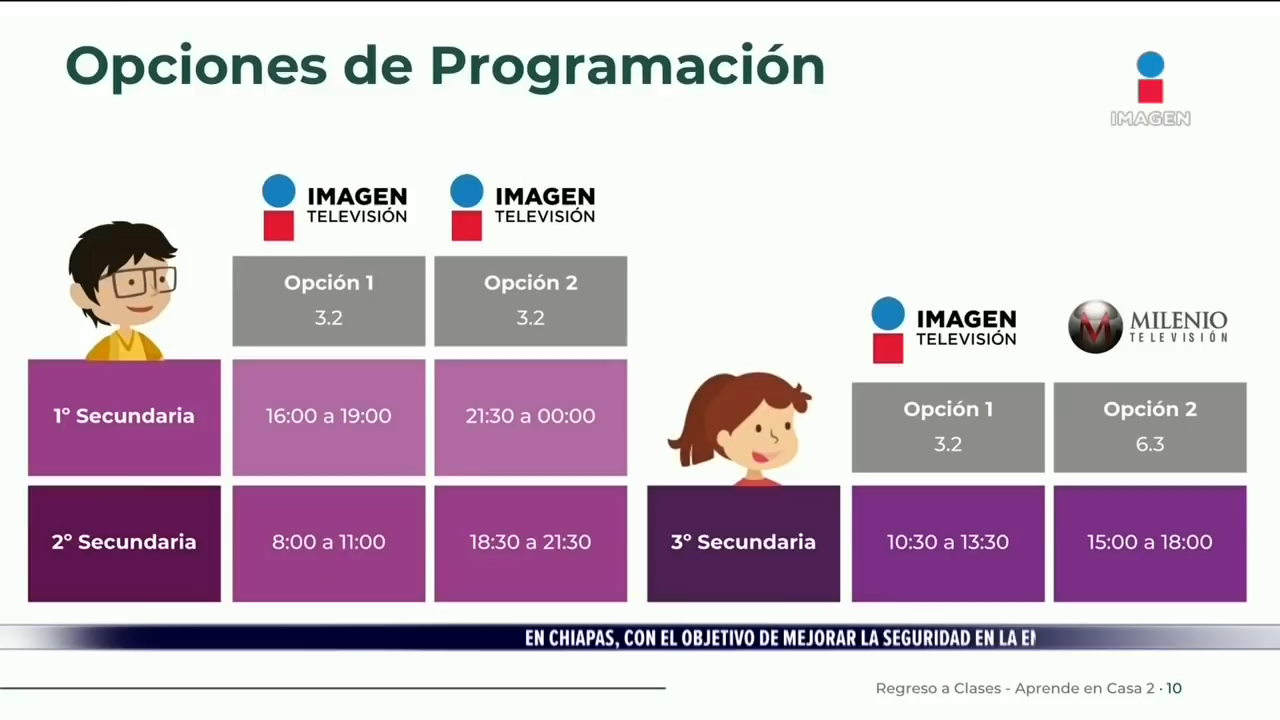 Opciones de Programación
IMAGEN
IMAGEN
TELEVISIÓN
IMAGEN
TELEVISIÓN
Opción 1
3.2
Opción 2
3.2
1º Secundaria
16:00 a 19:00
21:30 a 00:00
2º Secundaria
8:00 a 11:00
18:30 a 21:30
IMAGEN
TELEVISIÓN
MILENIO
TELEVISIÓN
Opción 1
3.2
Opción 2
6.3
3º Secundaria
10:30 a 13:30
15:00 a 18:00
EN CHIAPAS, CON EL OBJETIVO DE MEJORAR LA SEGURIDAD EN LA
Regreso a Clases - Aprende en Casa 2 · 10